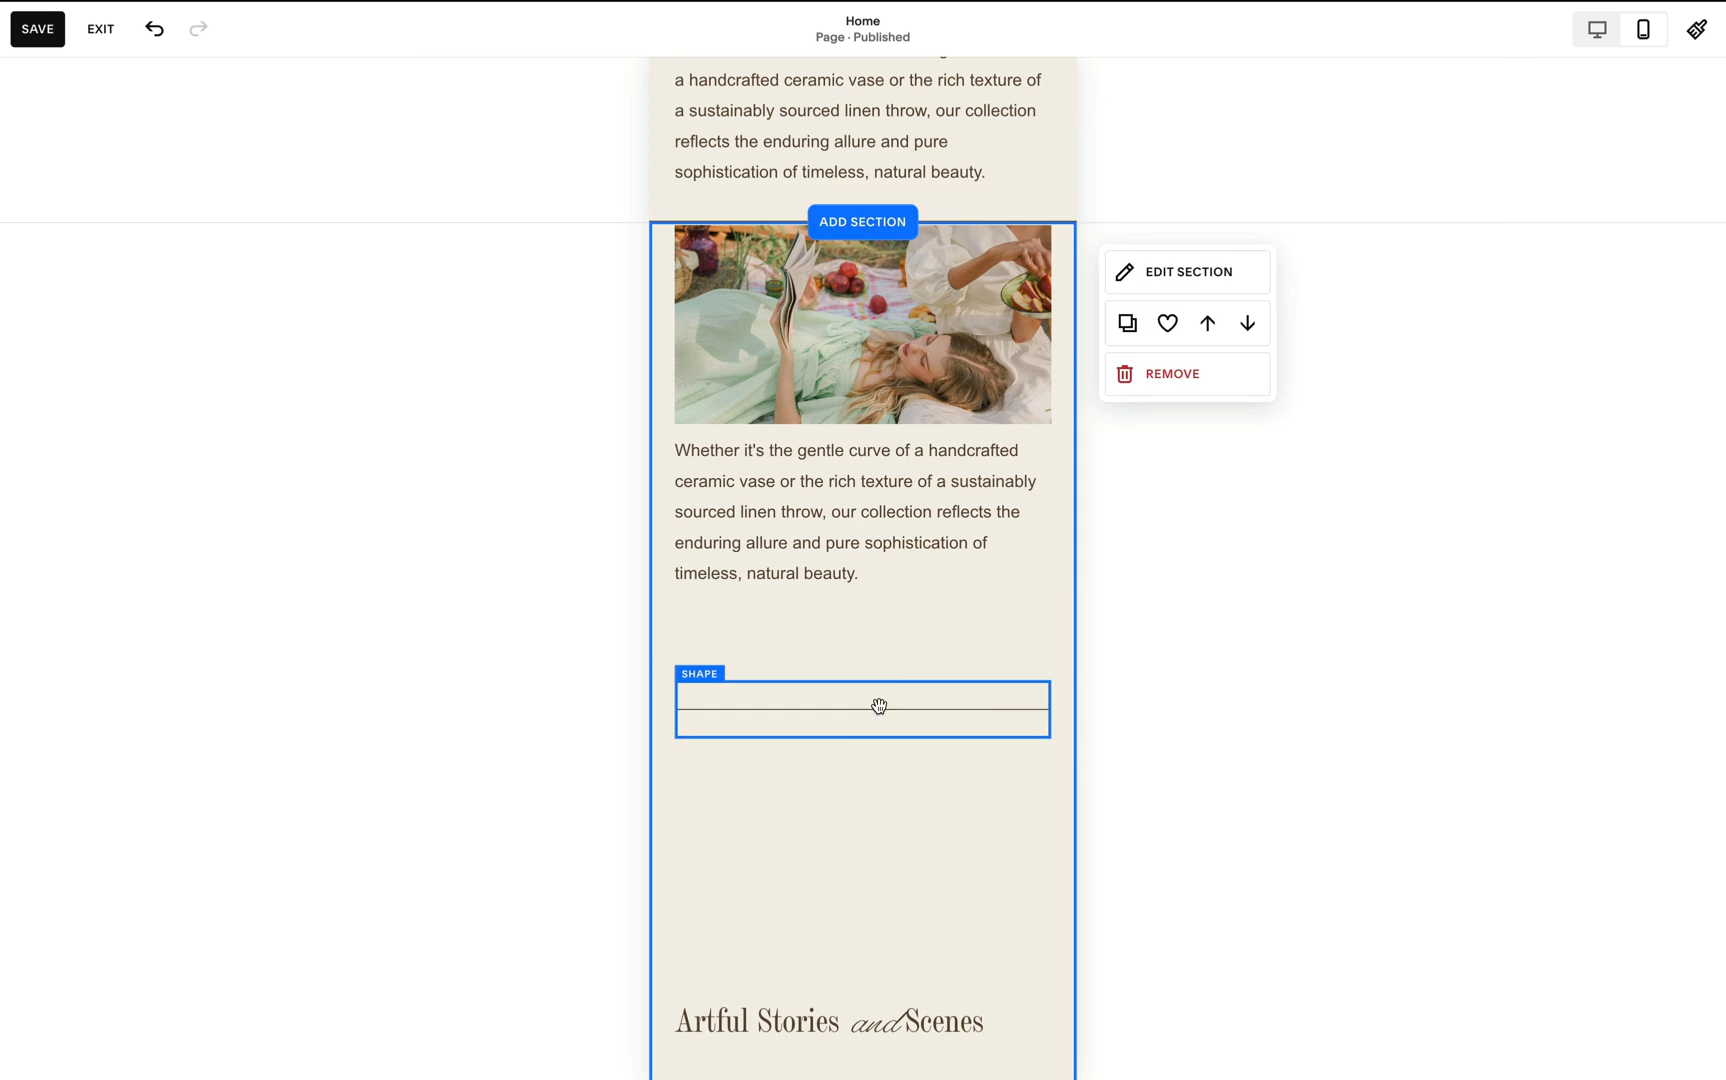 SAVE
EXIT
Home
Page · Published
a handcrafted ceramic vase or the rich texture of
a sustainably sourced linen throw, our collection
reflects the enduring allure and pure
sophistication of timeless, natural beauty.
ADD SECTION
EDIT SECTION
REMOVE
Whether it's the gentle curve of a handcrafted
ceramic vase or the rich texture of a sustainably
sourced linen throw, our collection reflects the
enduring allure and pure sophistication of
timeless, natural beauty.
SHAPE
Artful Stories and Scenes